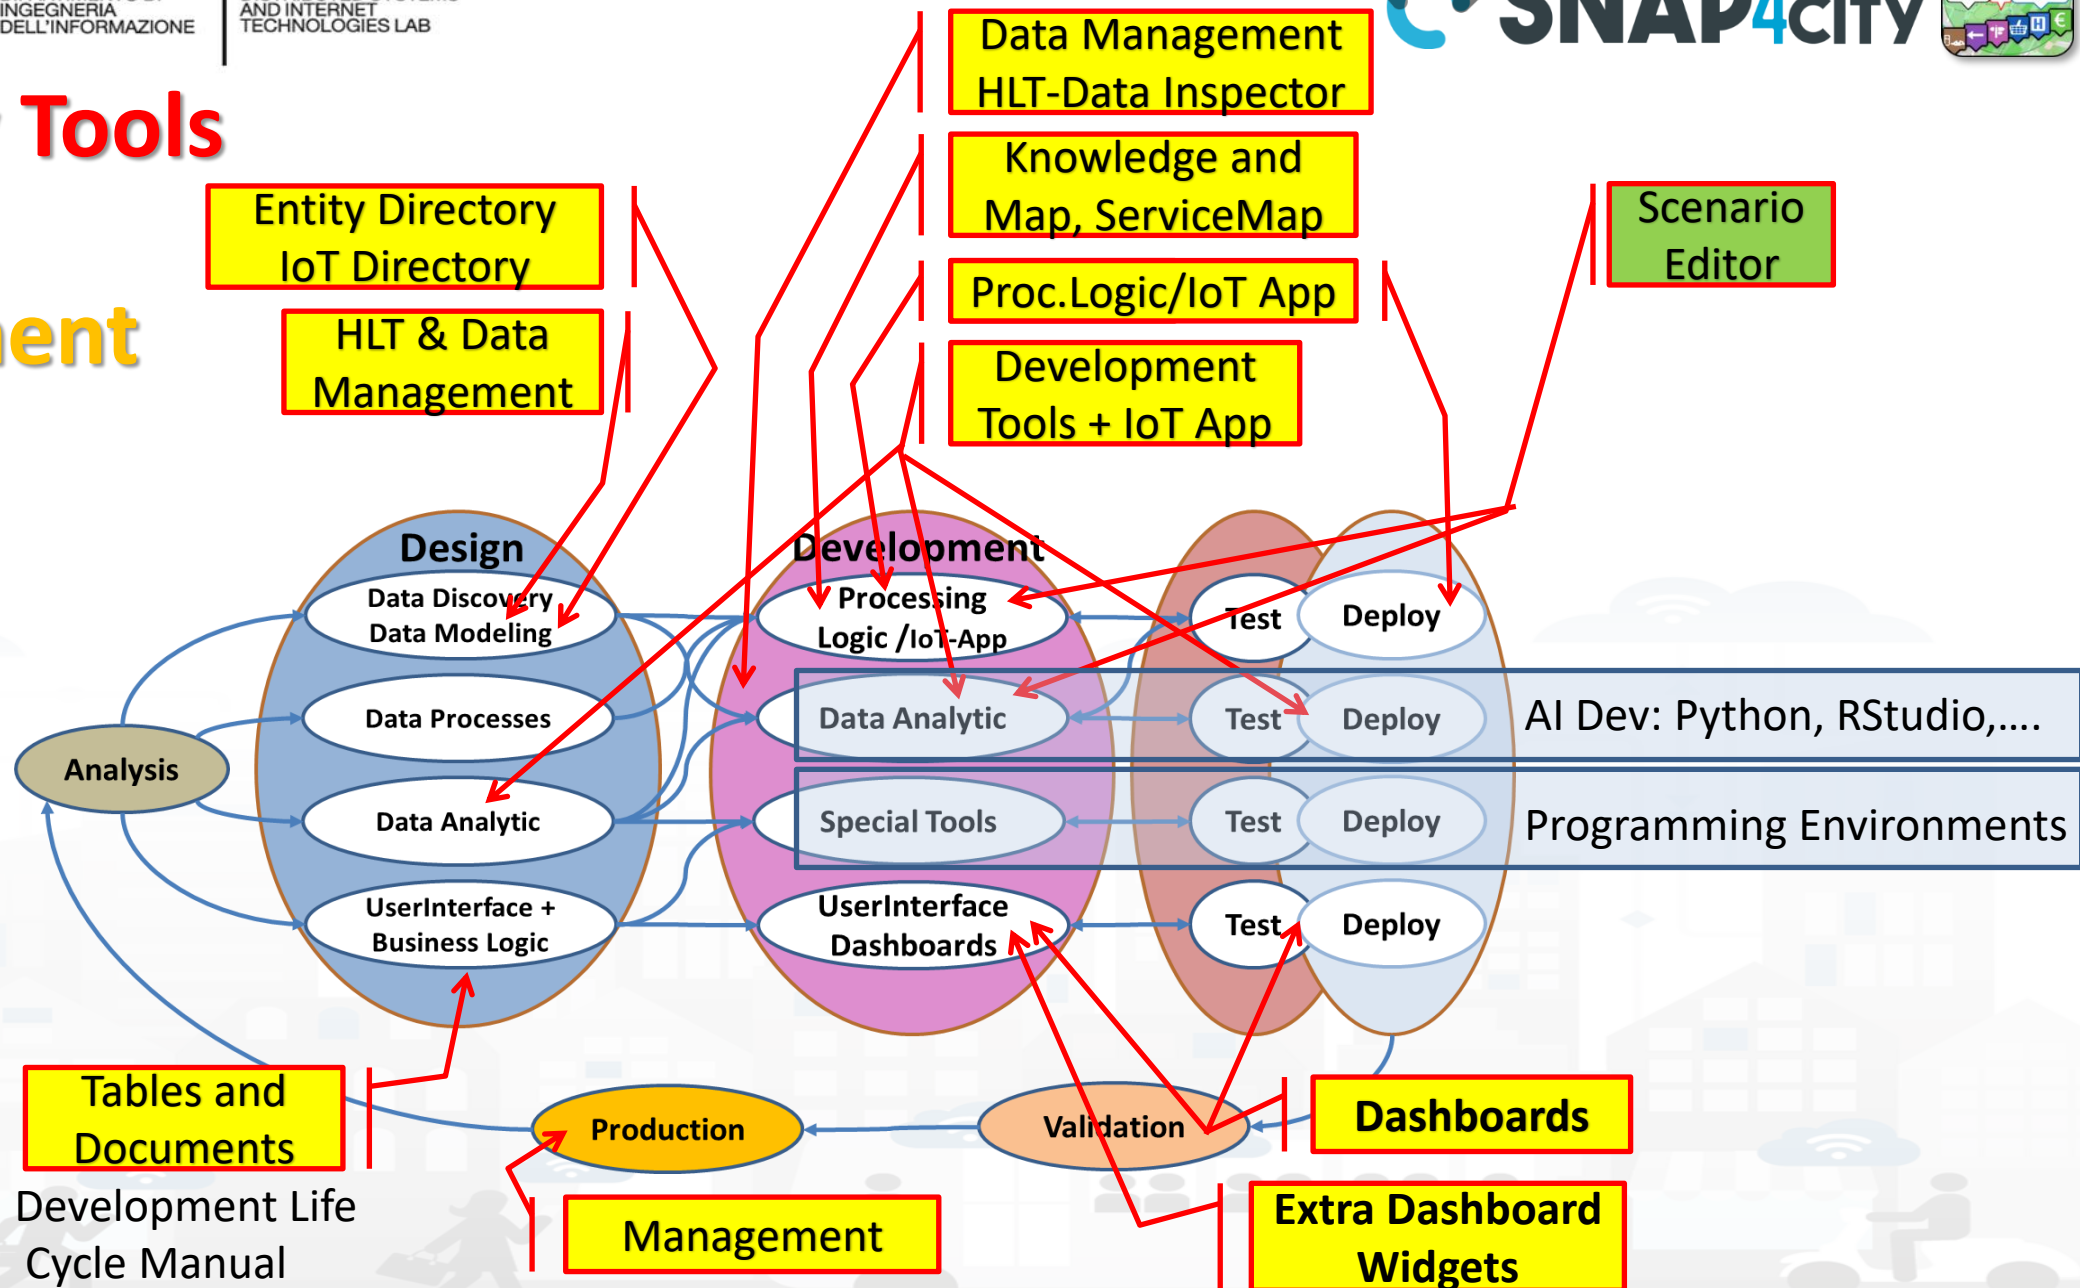 INGEGNERIA
DELL'INFORMAZIONE
AND INTERNET
TECHNOLOGIES LAB
SNAP4CITY
Tools
Data Management
HLT-Data Inspector
Knowledge and
Map, ServiceMap
Proc.Logic/IoT App
Development
Tools + IoT App
Scenario
Editor
Entity Directory
IoT Directory
HLT & Data
Management
Design
Data Discovery
Data Modeling
Data Processes
Data Analytic
UserInterface +
Business Logic
Analysis
Development
Processing
Logic /IoT-App
Data Analytic
Special Tools
UserInterface
Dashboards
Test
Deploy
Test
Deploy
AI Dev: Python, RStudio,....
Test
Deploy
Programming Environments
Test
Deploy
Tables and
Documents
Development Life
Cycle Manual
Production
Validation
Management
Dashboards
Extra Dashboard
Widgets